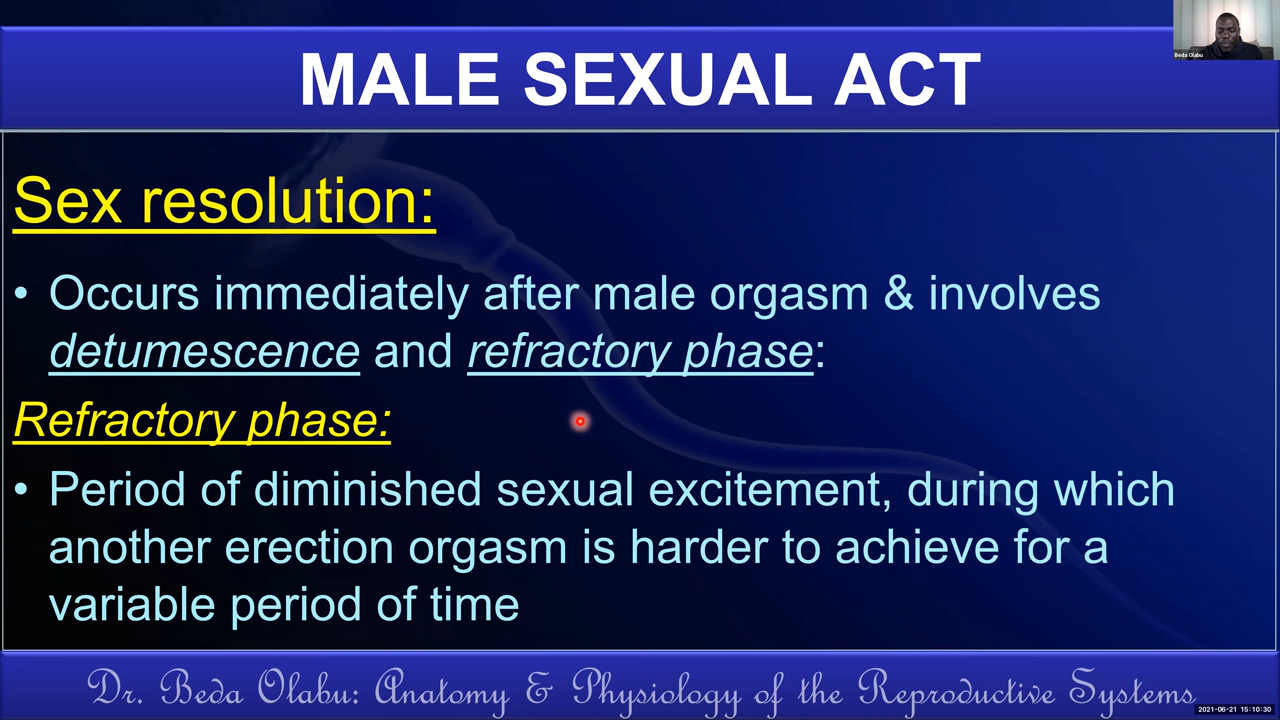 Beda Olabu
MALE SEXUAL ACT
Sex resolution:
• Occurs immediately after male orgasm & involves
detumescence and refractory phase:
Refractory phase:
• Period of diminished sexual excitement, during which
another erection orgasm is harder to achieve for a
variable period of time
Dr. Beda Olabu: Anatomy & Physiology of the Reproductive Systems
2021-06-21 15:10:30